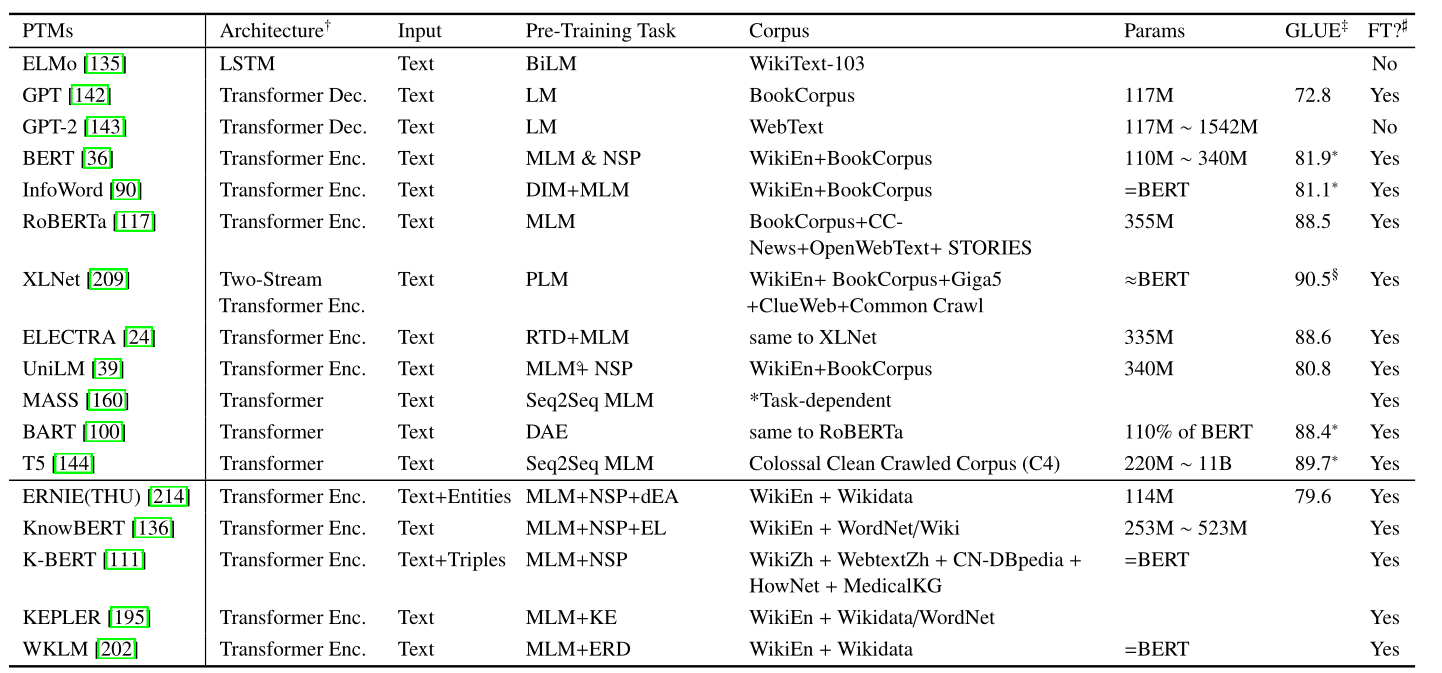 PTMs Architecture† Input Pre-Training Task Corpus Params GLUE‡ FT?♯
ELMo [135] LSTM Text BiLM WikiText-103 No
GPT [142] Transformer Dec. Text LM BookCorpus 117M 72.8 Yes
GPT-2 [143] Transformer Dec. Text LM WebText 117M ~ 1542M No
BERT [36] Transformer Enc. Text MLM & NSP WikiEn+BookCorpus 110M ~ 340M 81.9* Yes
InfoWord [90] Transformer Enc. Text DIM+MLM WikiEn+BookCorpus =BERT 81.1* Yes
RoBERTa [117] Transformer Enc. Text MLM BookCorpus+CC- 355M 88.5 Yes
News+OpenWebText+ STORIES
XLNet [209] Two-Stream Text PLM WikiEn+ BookCorpus+Giga5 ≈BERT 90.5§ Yes
Transformer Enc. +ClueWeb+Common Crawl
ELECTRA [24] Transformer Enc. Text RTD+MLM same to XLNet 335M 88.6 Yes
UniLM [39] Transformer Enc. Text MLM♮+ NSP WikiEn+BookCorpus 340M 80.8 Yes
MASS [160] Transformer Text Seq2Seq MLM *Task-dependent Yes
BART [100] Transformer Text DAE same to RoBERTa 110% of BERT 88.4* Yes
T5 [144] Transformer Text Seq2Seq MLM Colossal Clean Crawled Corpus (C4) 220M ~ 11B 89.7* Yes
ERNIE(THU) [214] Transformer Enc. Text+Entities MLM+NSP+dEA WikiEn + Wikidata 114M 79.6 Yes
KnowBERT [136] Transformer Enc. Text MLM+NSP+EL WikiEn + WordNet/Wiki 253M ~ 523M Yes
K-BERT [111] Transformer Enc. Text+Triples MLM+NSP WikiZh + WebtextZh + CN-DBpedia + =BERT Yes
HowNet + MedicalKG
KEPLER [195] Transformer Enc. Text MLM+KE WikiEn + Wikidata/WordNet Yes
WKLM [202] Transformer Enc. Text MLM+ERD WikiEn + Wikidata =BERT Yes